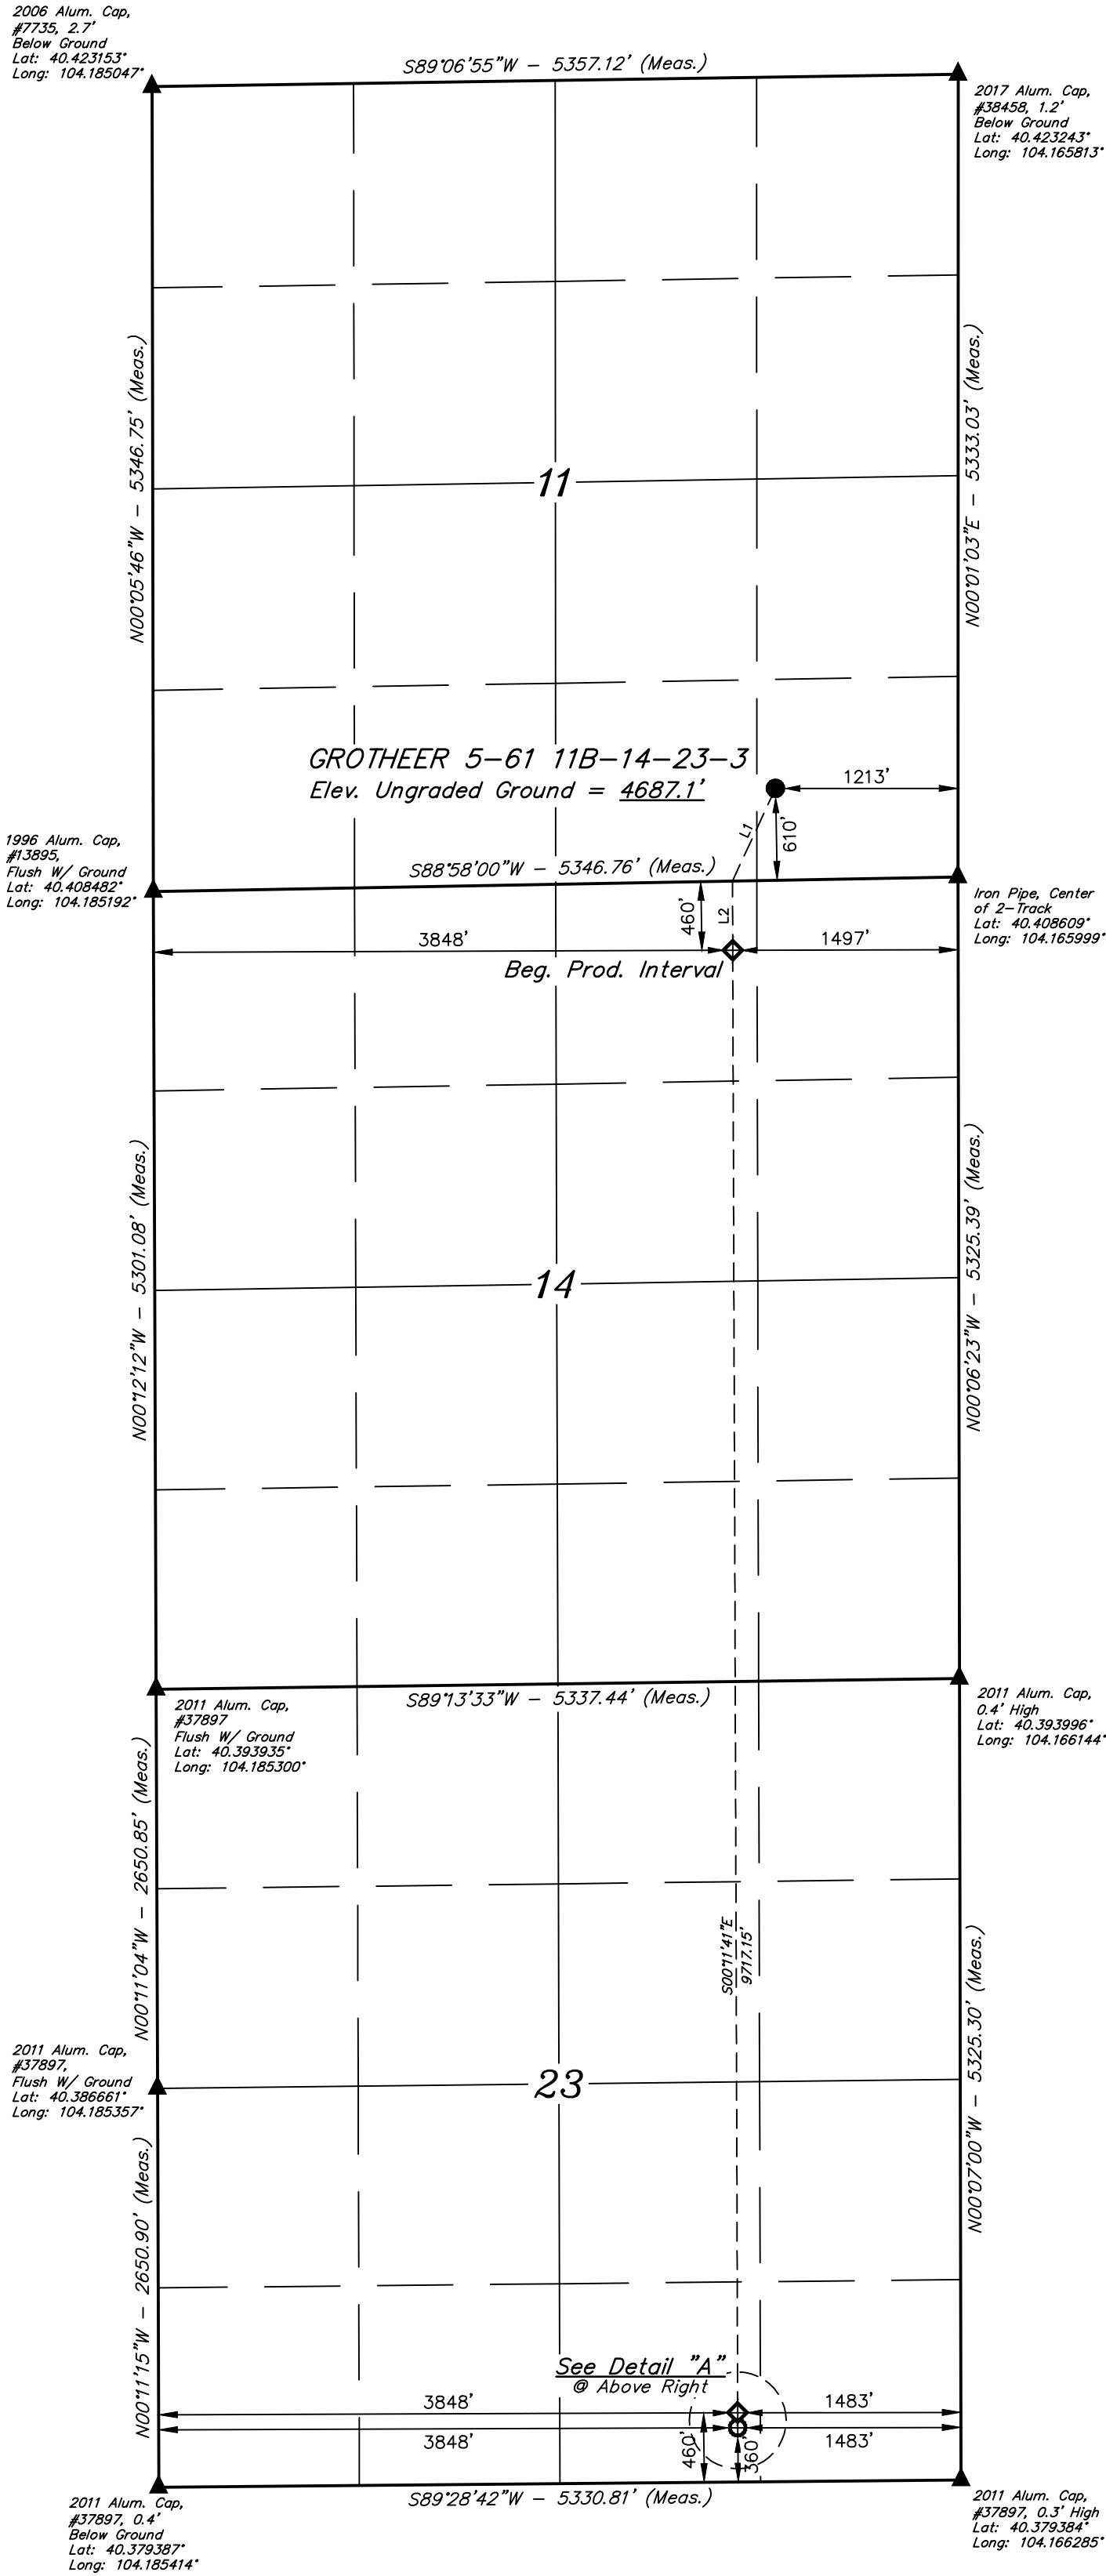 2006 Alum. Cap,
#7735, 2.7'
Below Ground
Lat: 40.423153°
Long: 104.185047°
S89°06'55"W - 5357.12' (Meas.)
2017 Alum. Cap,
#38458, 1.2'
Below Ground
Lat: 40.423243°
Long: 104.165813°
N00°05'46"W - 5346.75' (Meas.)
N00°01'03"E - 5333.03' (Meas.)
11
GROTHEER 5-61 11B-14-23-3
Elev. Ungraded Ground = 4687.1'
1213'
L1
610'
1996 Alum. Cap,
#13895,
Flush W/ Ground
Lat: 40.408482°
Long: 104.185192°
S88°58'00"W - 5346.76' (Meas.)
Iron Pipe, Center
of 2-Track
Lat: 40.408609°
Long: 104.165999°
460'
L2
3848'
1497'
Beg. Prod. Interval
N00°12'12"W - 5301.08' (Meas.)
N00°06'23"W - 5325.39' (Meas.)
14
2011 Alum. Cap,
#37897
Flush W/ Ground
Lat: 40.393935°
Long: 104.185300°
S89°13'33"W - 5337.44' (Meas.)
2011 Alum. Cap,
0.4' High
Lat: 40.393996°
Long: 104.166144°
N00°11'04"W - 2650.85' (Meas.)
S00°11'41"E
9717.15'
N00°07'00"W - 5325.30' (Meas.)
2011 Alum. Cap,
#37897,
Flush W/ Ground
Lat: 40.386661°
Long: 104.185357°
23
N00°11'15"W - 2650.90' (Meas.)
See Detail "A"
@ Above Right
3848'
1483'
3848'
1483'
460'
360'
S89°28'42"W - 5330.81' (Meas.)
2011 Alum. Cap,
#37897, 0.4'
Below Ground
Lat: 40.379387°
Long: 104.185414°
2011 Alum. Cap,
#37897, 0.3' High
Lat: 40.379384°
Long: 104.166285°